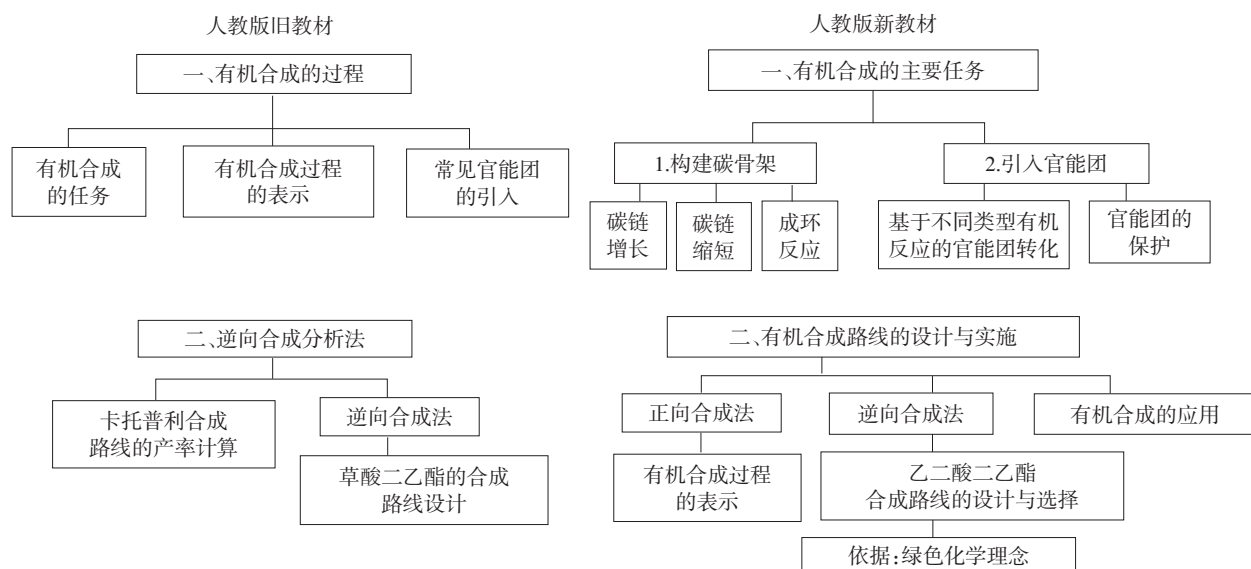 人教版旧教材
一、有机合成的过程
有机合成
的任务
有机合成过程
的表示
常见官能团
的引入
二、逆向合成分析法
卡托普利合成
路线的产率计算
逆向合成法
草酸二乙酯的合成
路线设计
人教版新教材
一、有机合成的主要任务
1.构建碳骨架
2.引入官能团
碳链
增长
碳链
缩短
成环
反应
基于不同类型有机
反应的官能团转化
官能团的
保护
二、有机合成路线的设计与实施
正向合成法
逆向合成法
有机合成的应用
有机合成过程
的表示
乙二酸二乙酯
合成路线的设计与选择
依据:绿色化学理念